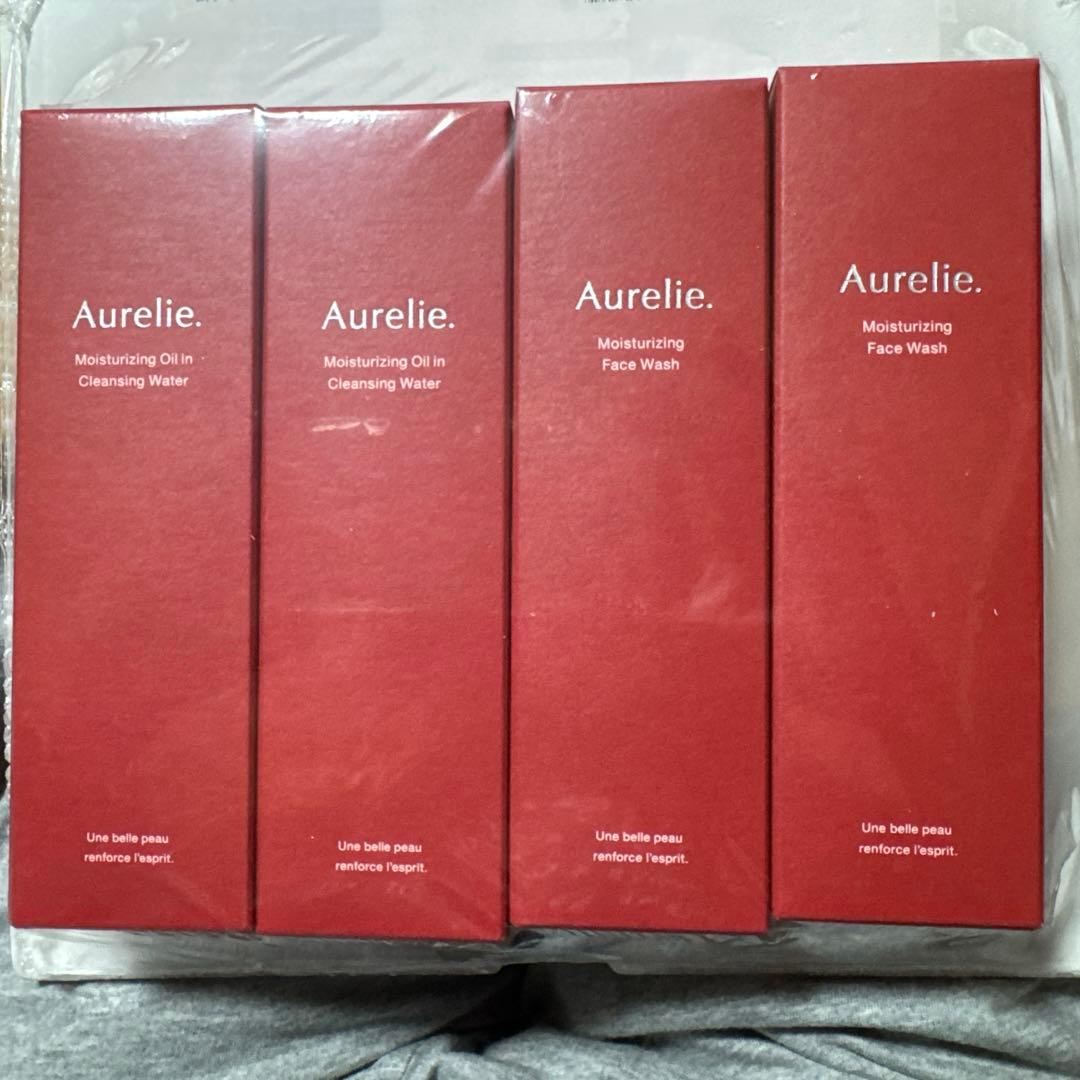 Aurelie.
Moisturizing Oil in
Cleansing Water
Une belle peau
renforce l'esprit.
Aurelie.
Moisturizing Oil in
Cleansing Water
Une belle peau
renforce l'esprit.
Aurelie.
Moisturizing
Face Wash
Une belle peau
renforce l'esprit.
Aurelie.
Moisturizing
Face Wash
Une belle peau
renforce l'esprit.